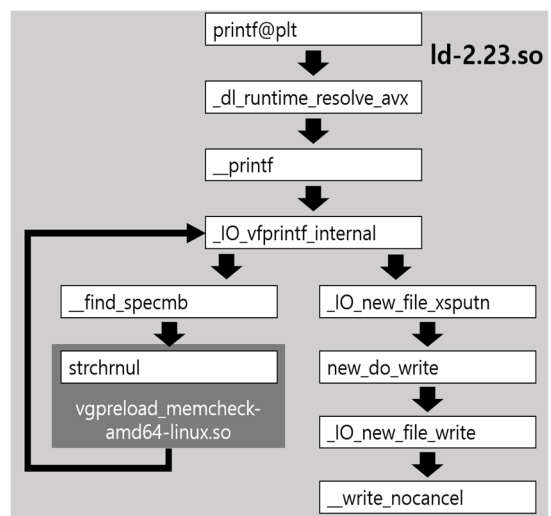 printf@plt
ld-2.23.so
_dl_runtime_resolve_avx
__printf
_IO_vfprintf_internal
__find_specmb
_IO_new_file_xsputn
strchrnul
new_do_write
vgpreload_memcheck-
amd64-linux.so
_IO_new_file_write
__write_nocancel